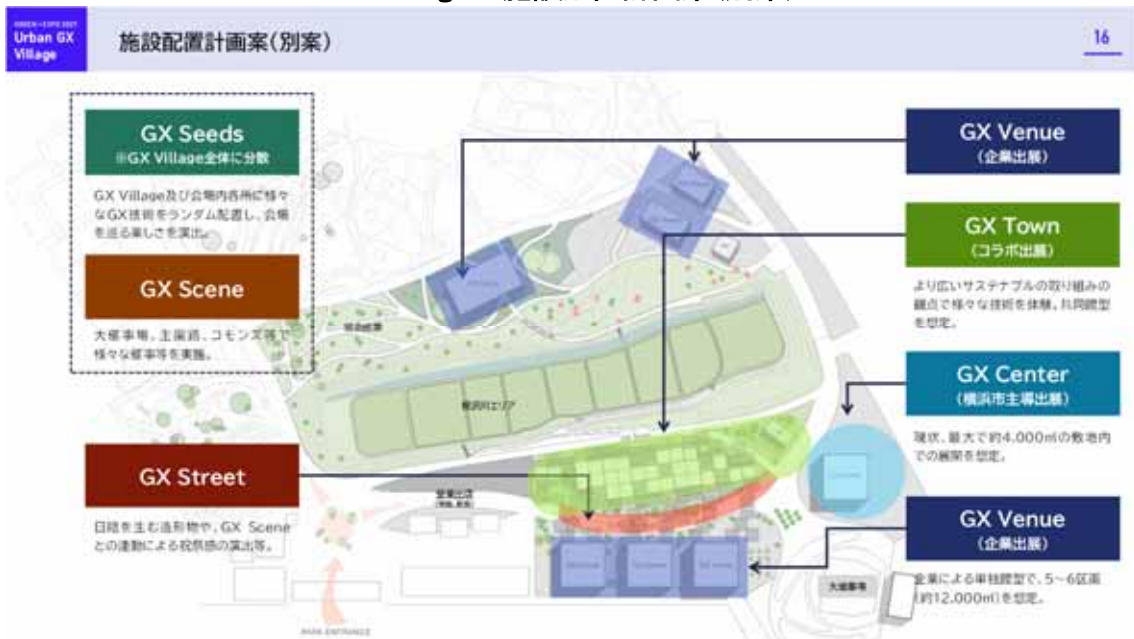 GREEN×EXPO 2027
Urban GX
Village
施設配置計画案(別案)
16
GX Seeds
※GX Village全体に分散
GX Village及び会場内各所に様々
なGX技術をランダム配置し、会場
を巡る楽しさを演出。
GX Scene
大催事場、主園路、コモンズ等で
様々な催事等を実施。
GX Street
日陰を生む造形物や、GX Scene
との連動による祝祭感の演出等。
GX Venue
(企業出展)
GX Town
(コラボ出展)
より広いサステナブルの取り組みの
観点で様々な技術を体験。共同館型
を想定。
GX Center
(横浜市主導出展)
現状、最大で約4,000㎡の敷地内
での展開を想定。
GX Venue
(企業出展)
企業による単独館型で、5～6区画
(約12,000㎡)を想定。
営業出店
大催事場
PARK ENTRANCE